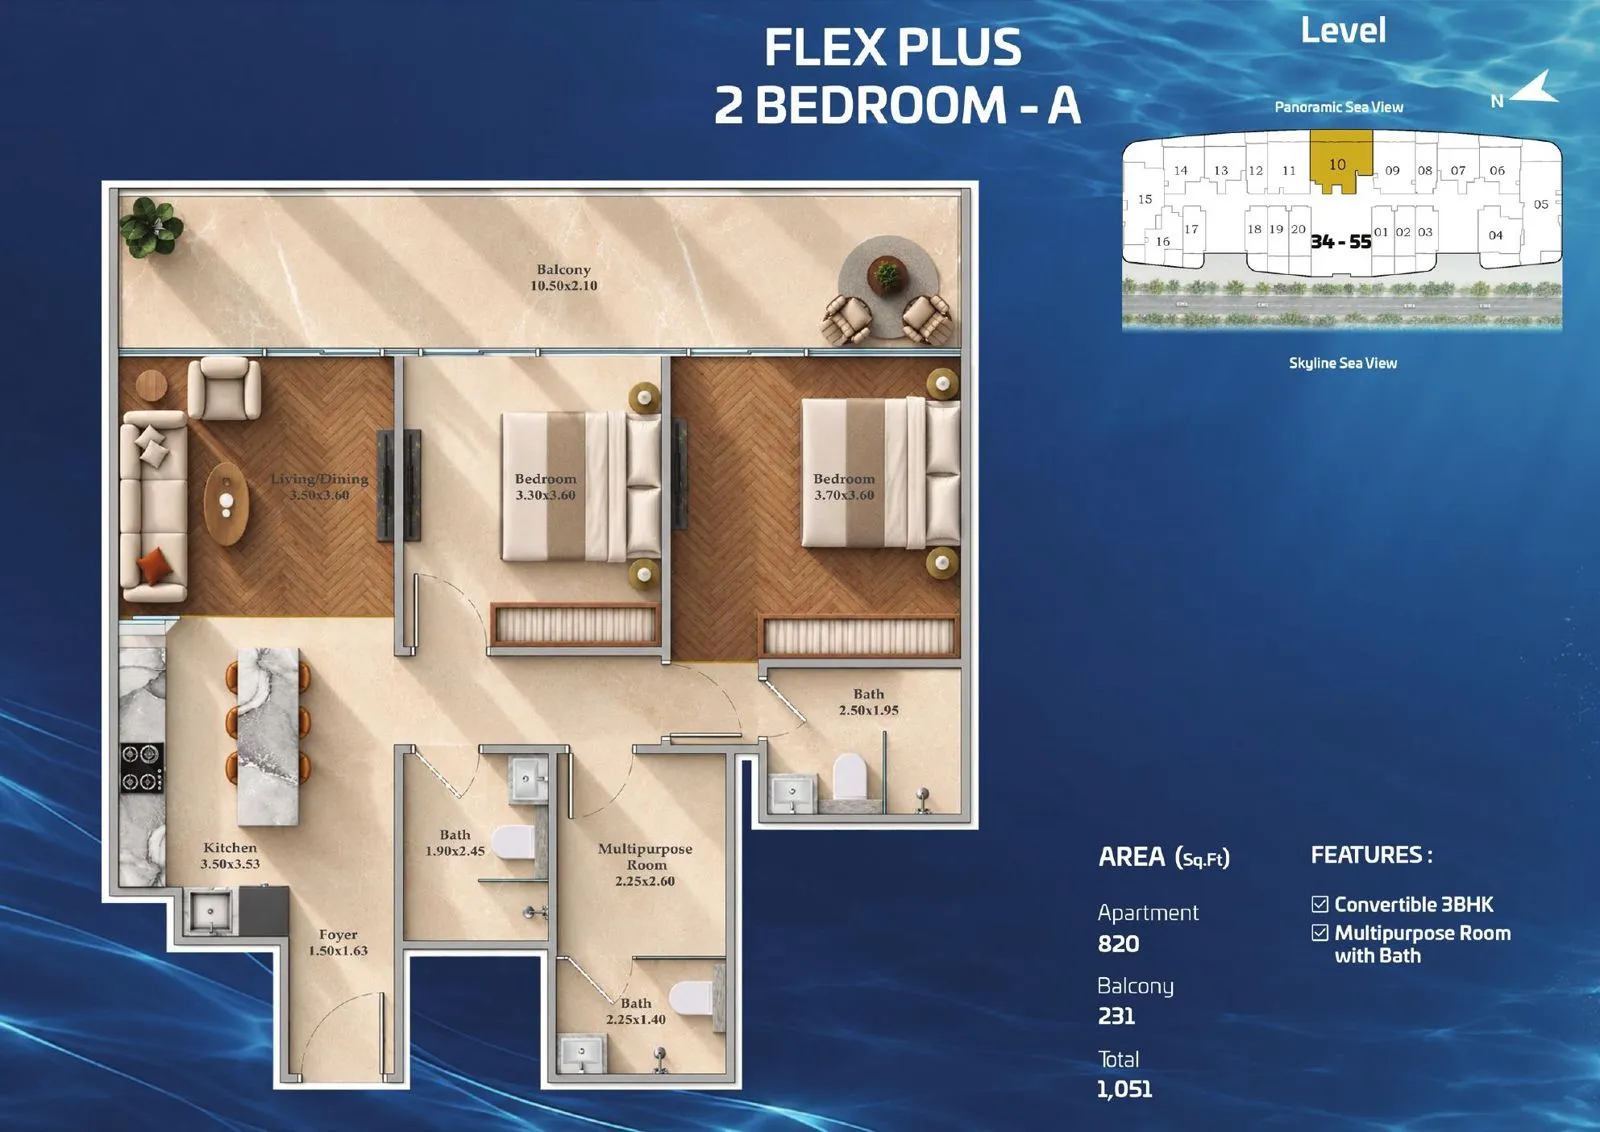 FLEX PLUS
2 BEDROOM - A
Level
Panoramic Sea View
N
14
13
12
11
10
09
08
07
06
15
05
16
17
18
19
20
34 - 55
01
02
03
04
Skyline Sea View
Balcony
10.50x2.10
Living/Dining
3.50x3.60
Bedroom
3.30x3.60
Bedroom
3.70x3.60
Bath
2.50x1.95
Kitchen
3.50x3.53
Bath
1.90x2.45
Multipurpose
Room
2.25x2.60
Foyer
1.50x1.63
Bath
2.25x1.40
AREA (Sq.Ft)
Apartment
820
Balcony
231
Total
1,051
FEATURES :
Convertible 3BHK
Multipurpose Room
with Bath